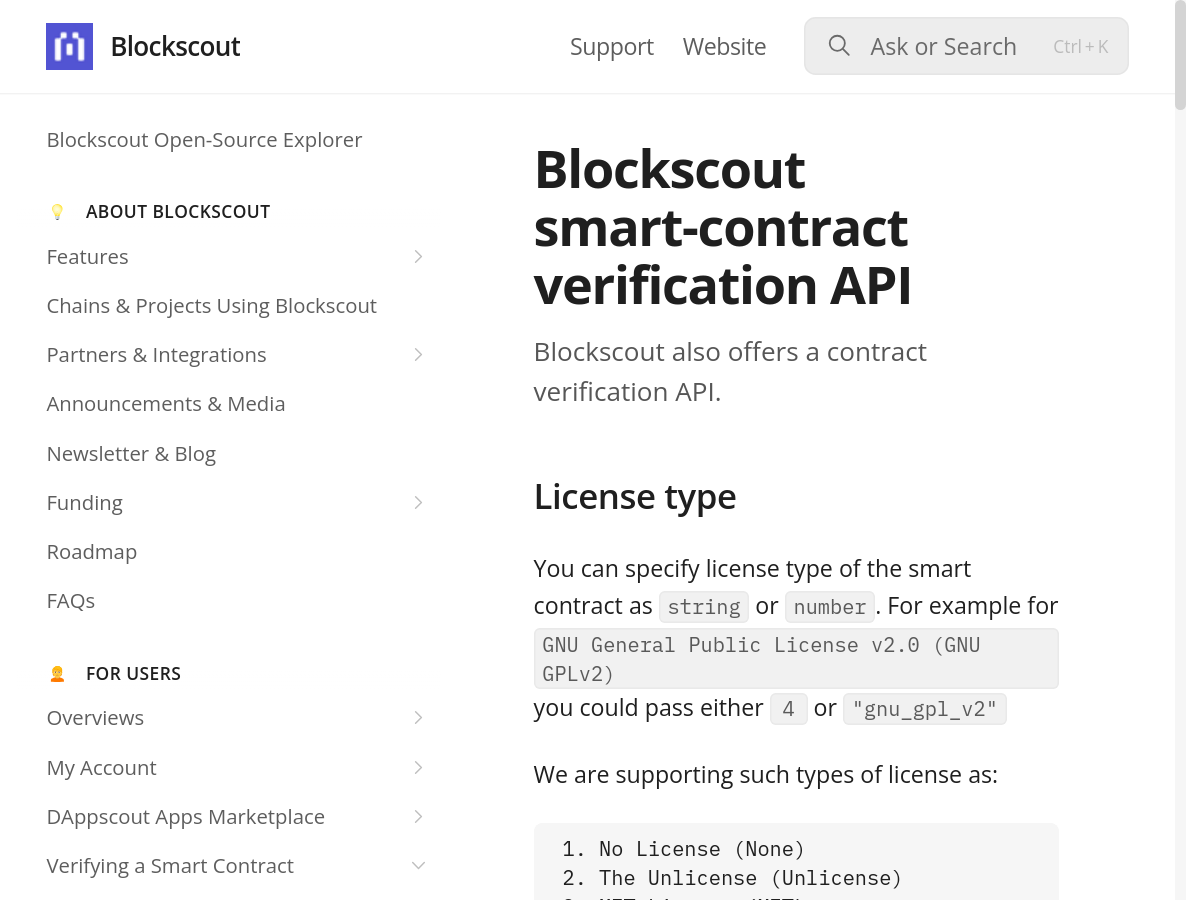 Blockscout
Support
Website
Ask or Search
Ctrl + K
Blockscout Open-Source Explorer
ABOUT BLOCKSCOUT
Features
Chains & Projects Using Blockscout
Partners & Integrations
Announcements & Media
Newsletter & Blog
Funding
Roadmap
FAQs
FOR USERS
Overviews
My Account
DAppscout Apps Marketplace
Verifying a Smart Contract
Blockscout
smart-contract
verification API
Blockscout also offers a contract
verification API.
License type
You can specify license type of the smart
contract as string or number. For example for
GNU General Public License v2.0 (GNU
GPLv2)
you could pass either 4 or "gnu_gpl_v2"
We are supporting such types of license as:
1. No License (None)
2. The Unlicense (Unlicense)